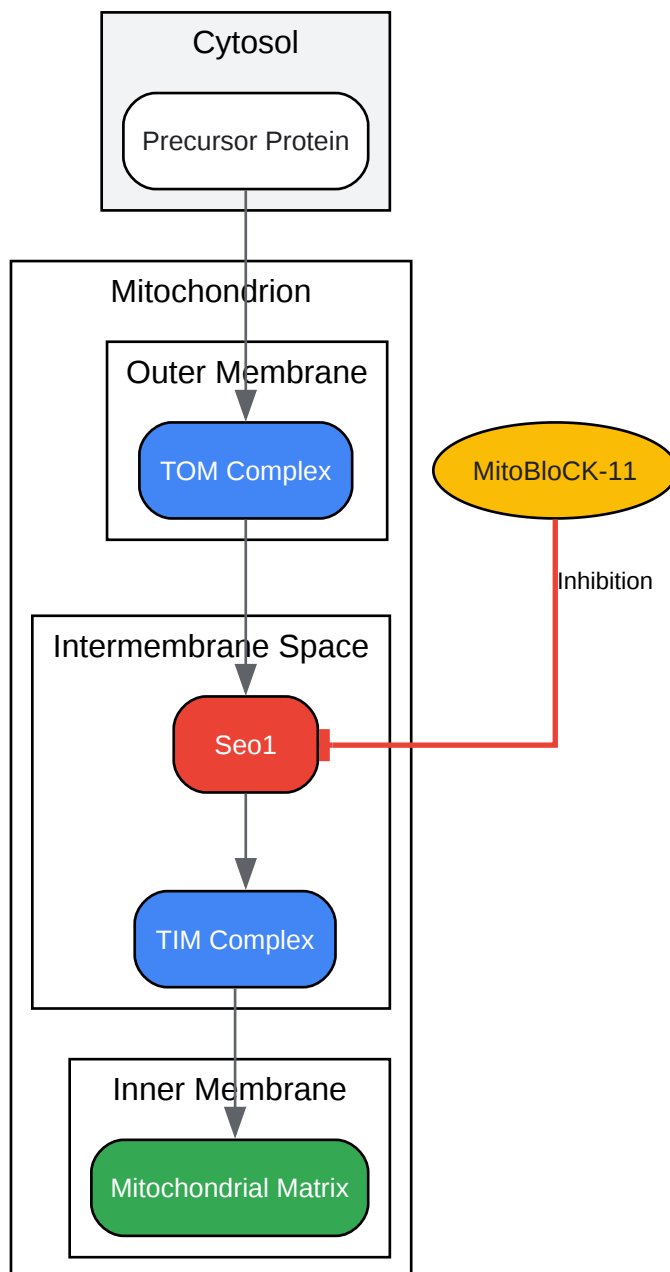 Cytosol
Precursor Protein
Mitochondrion
Outer Membrane
TOM Complex
MitoBloCK-11
Inhibition
Intermembrane Space
Seo1
TIM Complex
Inner Membrane
Mitochondrial Matrix